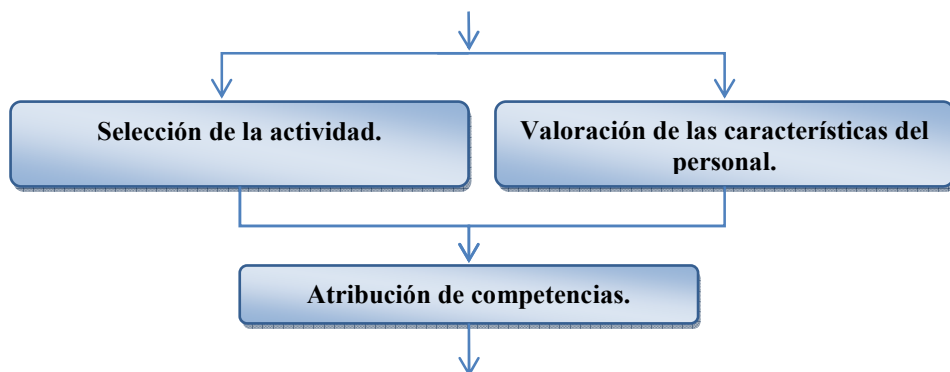 Selección de la actividad.
Valoración de las características del
personal.
Atribución de competencias.